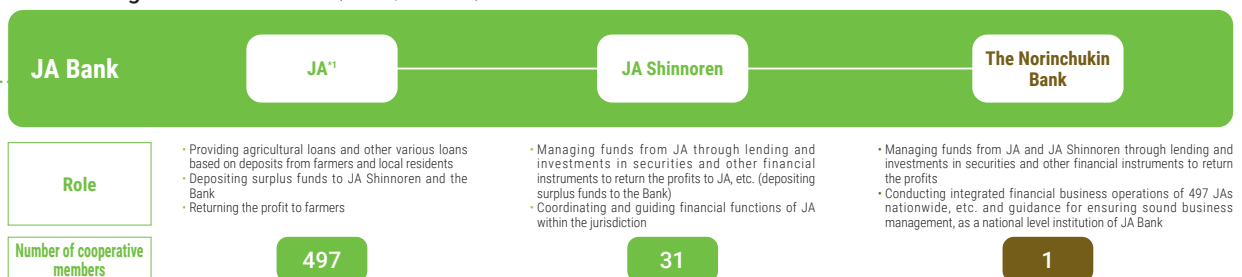 JA Bank
JA*1
JA Shinnoren
The Norinchukin
Bank
Role
• Providing agricultural loans and other various loans
based on deposits from farmers and local residents
• Depositing surplus funds to JA Shinnoren and the
Bank
• Returning the profit to farmers
• Managing funds from JA through lending and
investments in securities and other financial
instruments to return the profits to JA, etc. (depositing
surplus funds to the Bank)
• Coordinating and guiding financial functions of JA
within the jurisdiction
• Managing funds from JA and JA Shinnoren through lending and
investments in securities and other financial instruments to return
the profits
• Conducting integrated financial business operations of 497 JAs
nationwide, etc. and guidance for ensuring sound business
management, as a national level institution of JA Bank
Number of cooperative
members
497
31
1